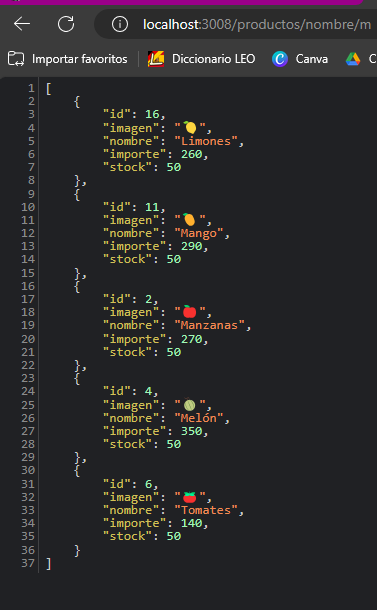 localhost:3008/productos/nombre/m
Importar favoritos Diccionario LEO Canva
1 [
2 {
3 "id": 16,
4 "imagen": "🍋",
5 "nombre": "Limones",
6 "importe": 260,
7 "stock": 50
8 },
9 {
10 "id": 11,
11 "imagen": "🥭",
12 "nombre": "Mango",
13 "importe": 290,
14 "stock": 50
15 },
16 {
17 "id": 2,
18 "imagen": "🍎",
19 "nombre": "Manzanas",
20 "importe": 270,
21 "stock": 50
22 },
23 {
24 "id": 4,
25 "imagen": "🍈",
26 "nombre": "Melón",
27 "importe": 350,
28 "stock": 50
29 },
30 {
31 "id": 6,
32 "imagen": "🍅",
33 "nombre": "Tomates",
34 "importe": 140,
35 "stock": 50
36 }
37 ]